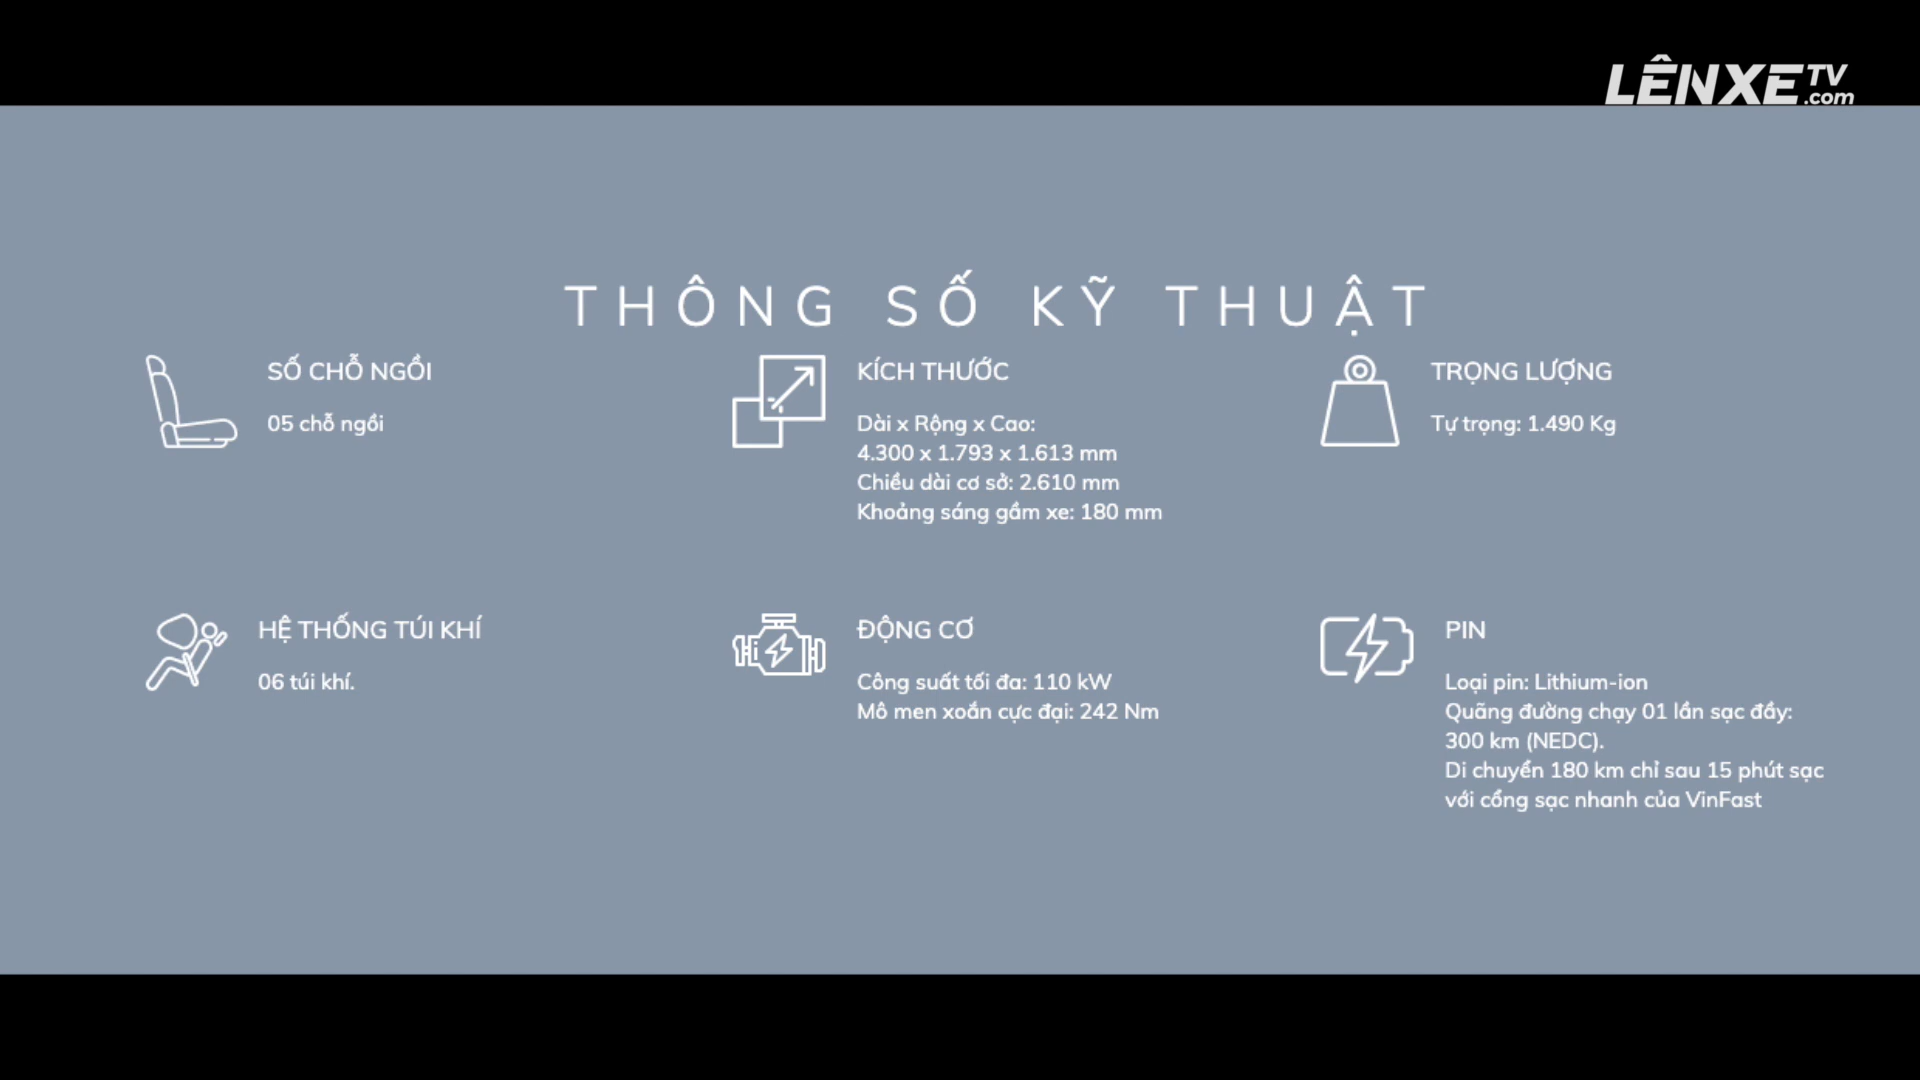 LÊNXE TV
.com
THÔNG SỐ KỸ THUẬT
SỐ CHỖ NGỒI
05 chỗ ngồi
KÍCH THƯỚC
Dài x Rộng x Cao:
4.300 x 1.793 x 1.613 mm
Chiều dài cơ sở: 2.610 mm
Khoảng sáng gầm xe: 180 mm
TRỌNG LƯỢNG
Tự trọng: 1.490 Kg
HỆ THỐNG TÚI KHÍ
06 túi khí.
ĐỘNG CƠ
Công suất tối đa: 110 kW
Mô men xoắn cực đại: 242 Nm
PIN
Loại pin: Lithium-ion
Quãng đường chạy 01 lần sạc đầy:
300 km (NEDC).
Di chuyển 180 km chỉ sau 15 phút sạc
với cổng sạc nhanh của VinFast